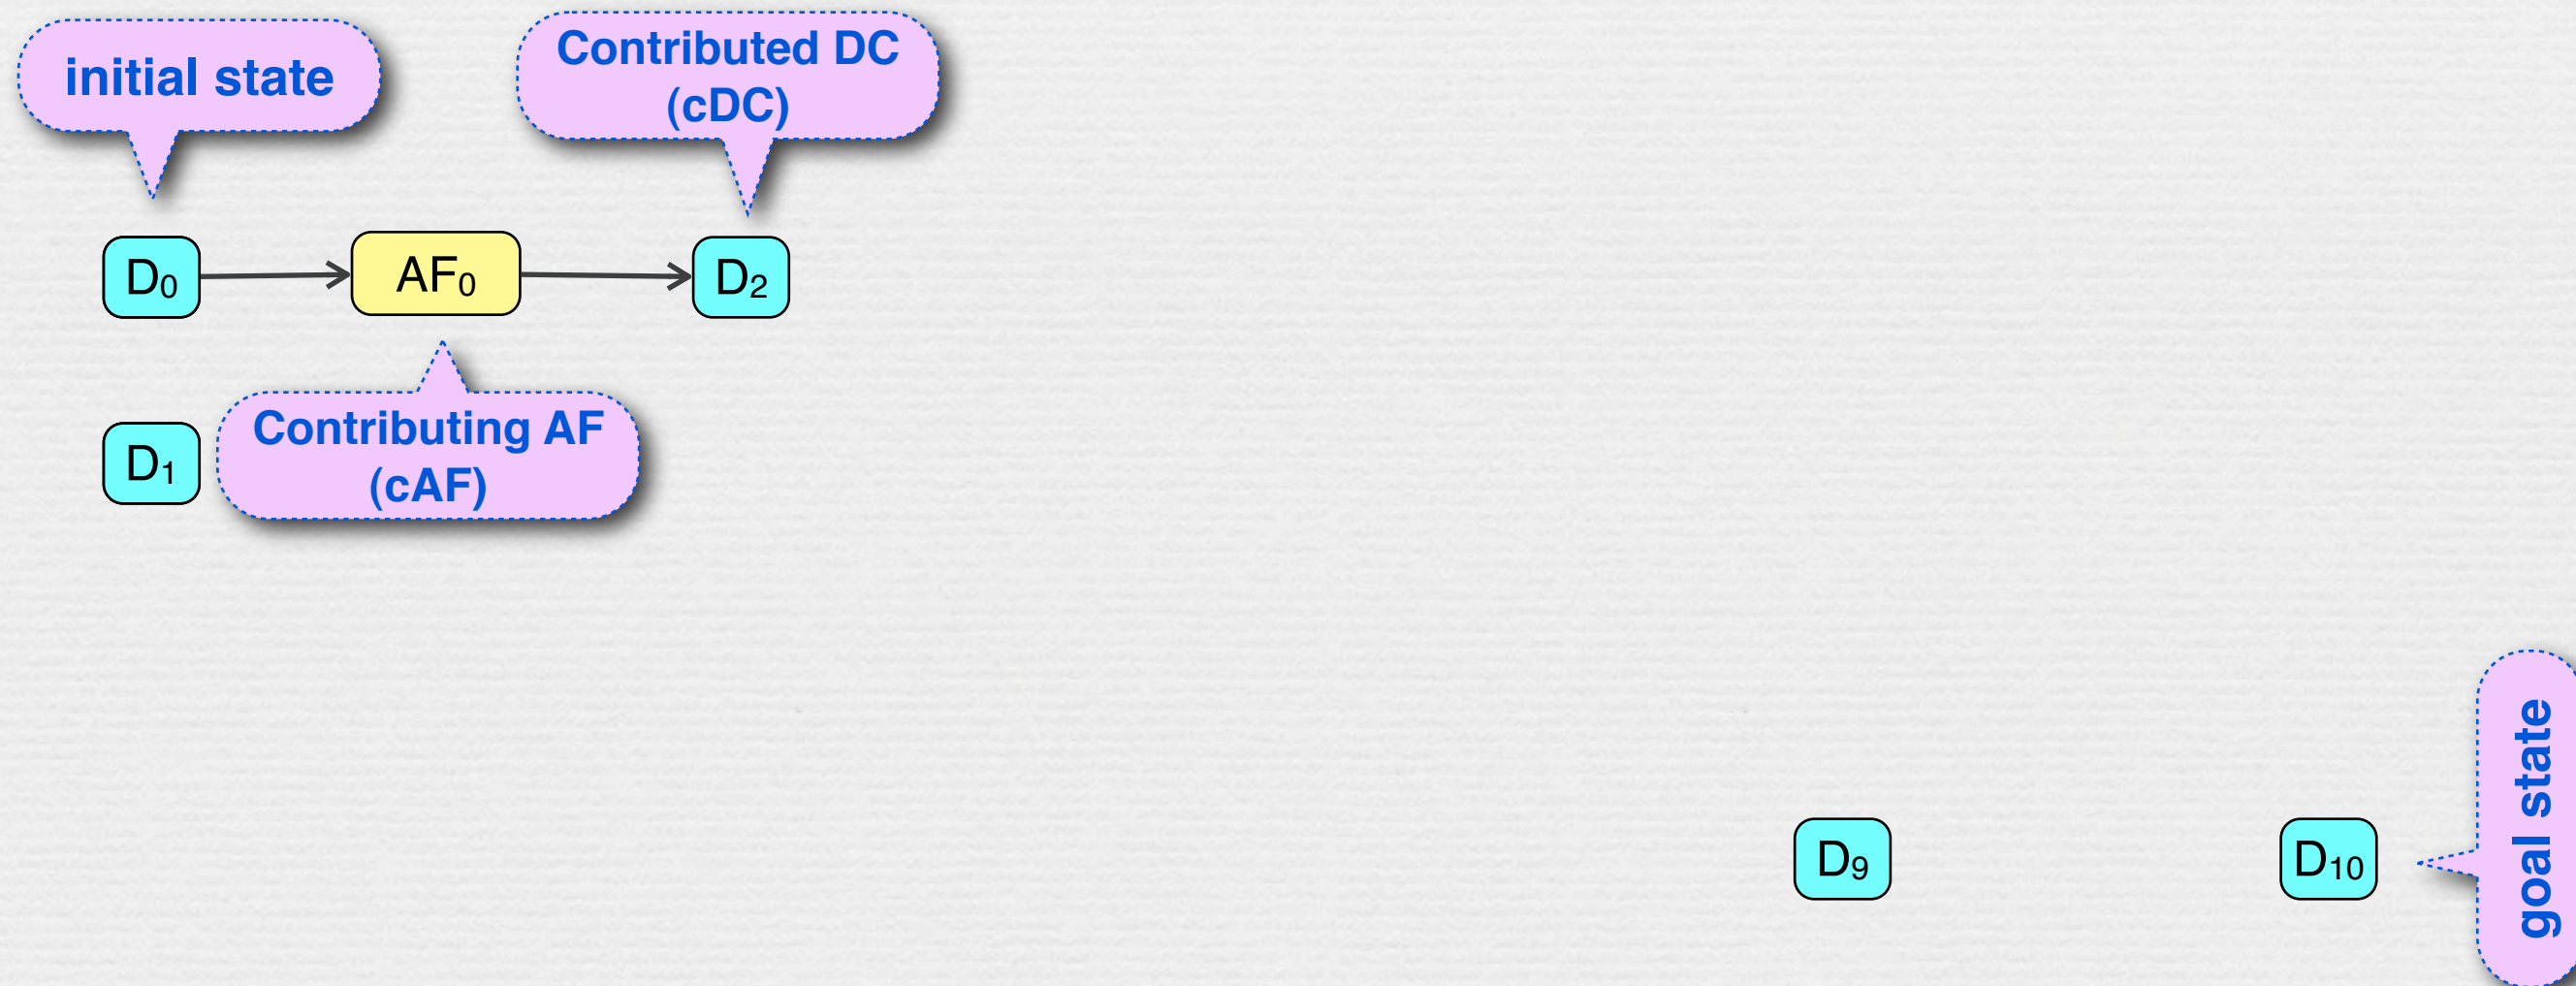 initial state
Contributed DC
(cDC)
D₀
AF₀
D₂
Contributing AF
(cAF)
D₁
D₉
D₁₀
goal state